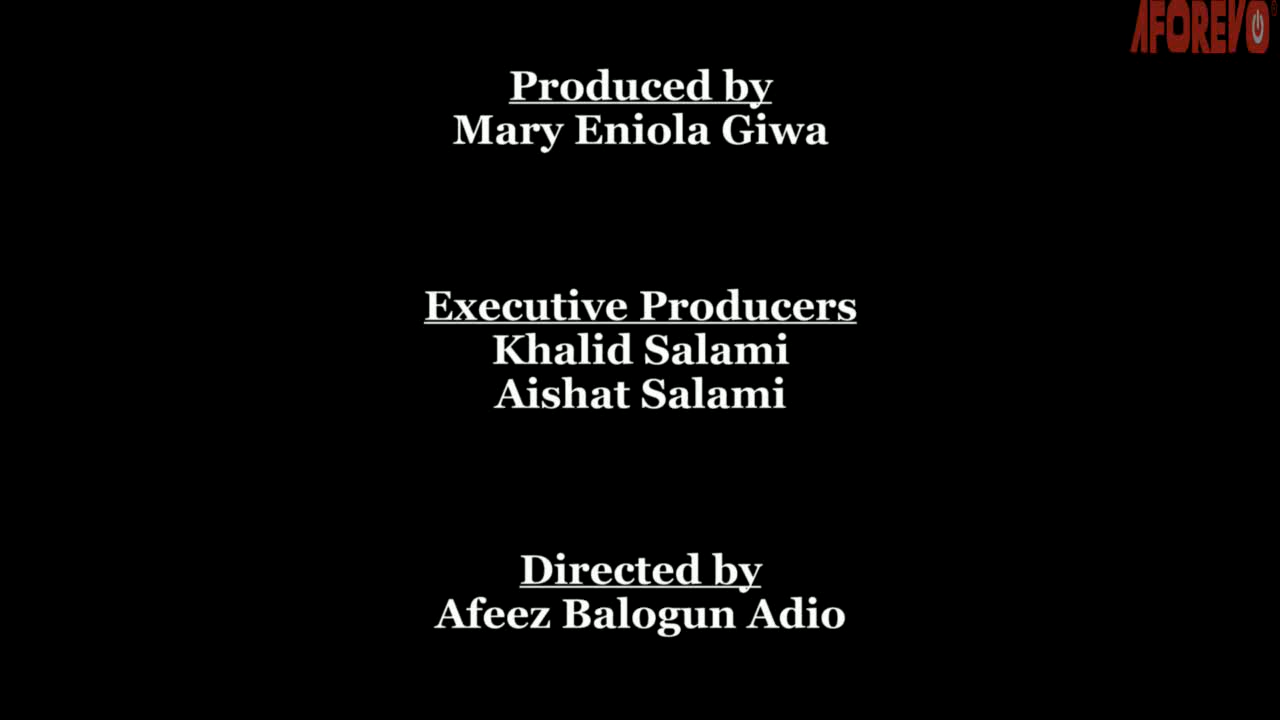 AFOREVO
Produced by
Mary Eniola Giwa
Executive Producers
Khalid Salami
Aishat Salami
Directed by
Afeez Balogun Adio